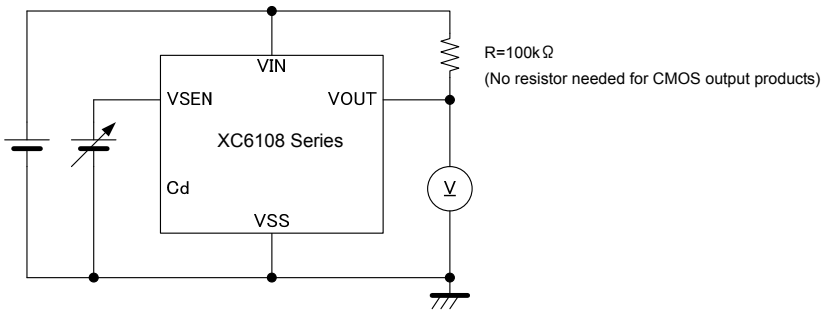 VIN
R=100kΩ
(No resistor needed for CMOS output products)
VSEN
VOUT
XC6108 Series
Cd
V
VSS